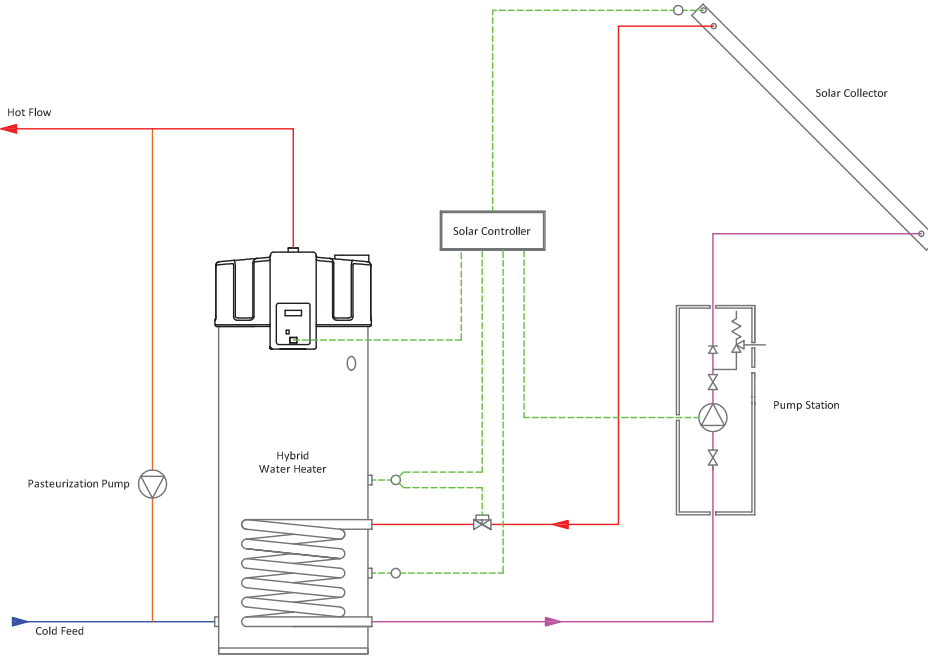 Solar Collector
Hot Flow
Solar Controller
Pump Station
Hybrid
Water Heater
Pasteurization Pump
Cold Feed